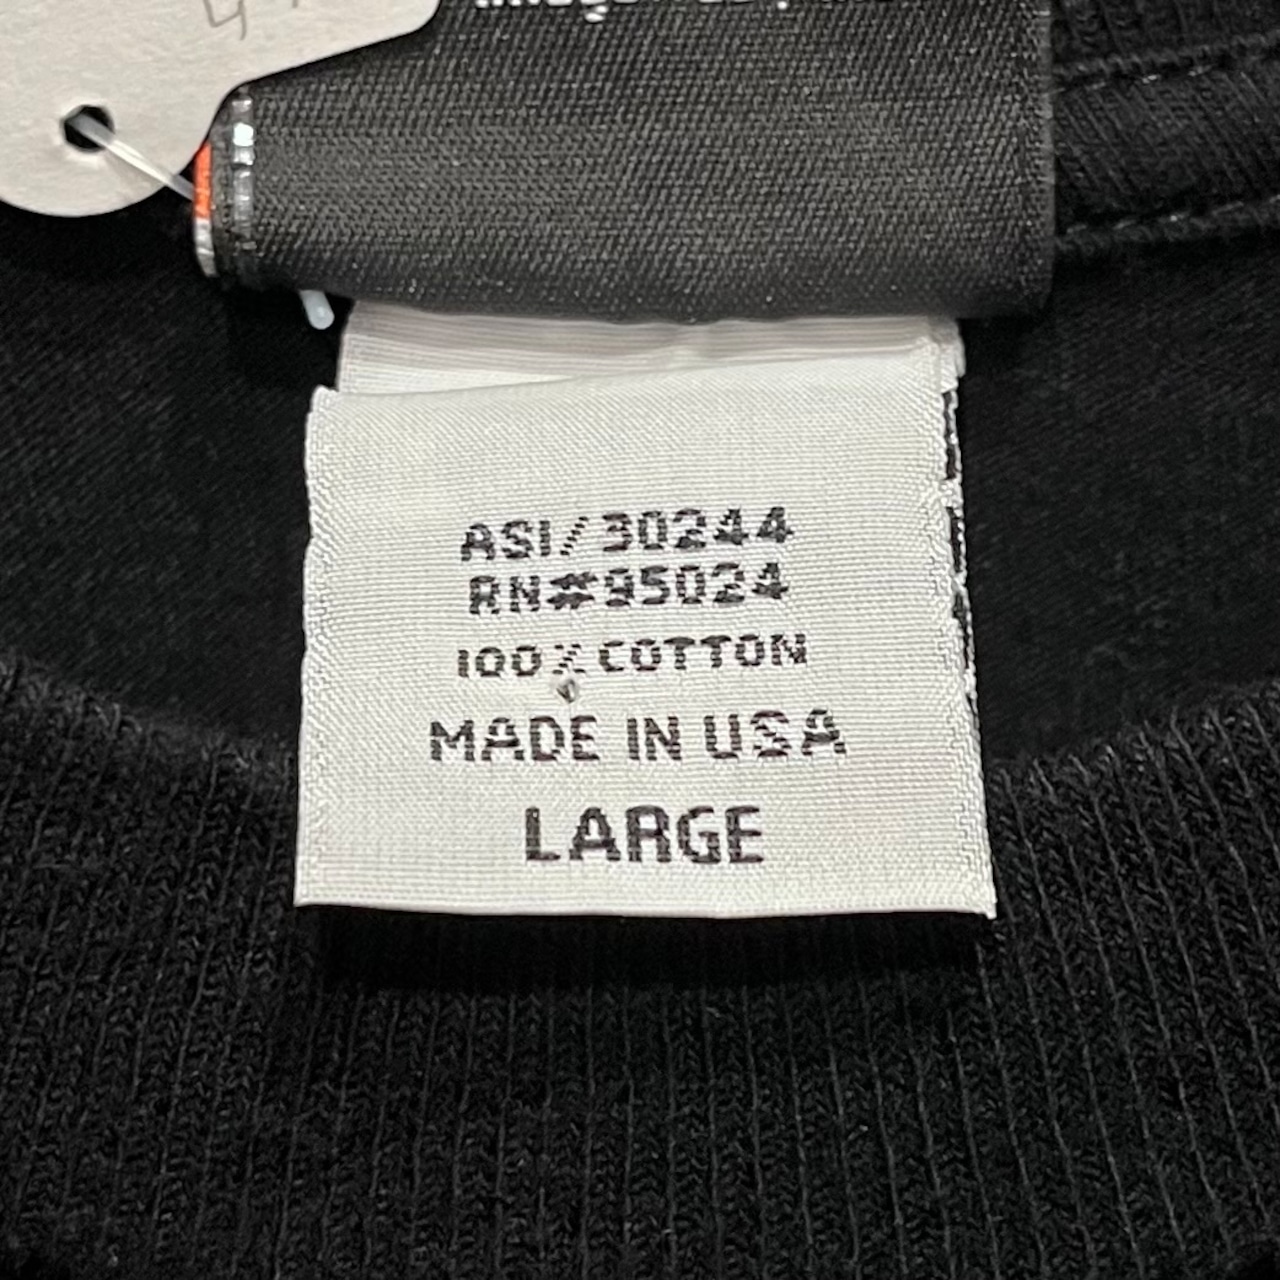 ASI/30244
RN#95024
100% COTTON
MADE IN USA
LARGE